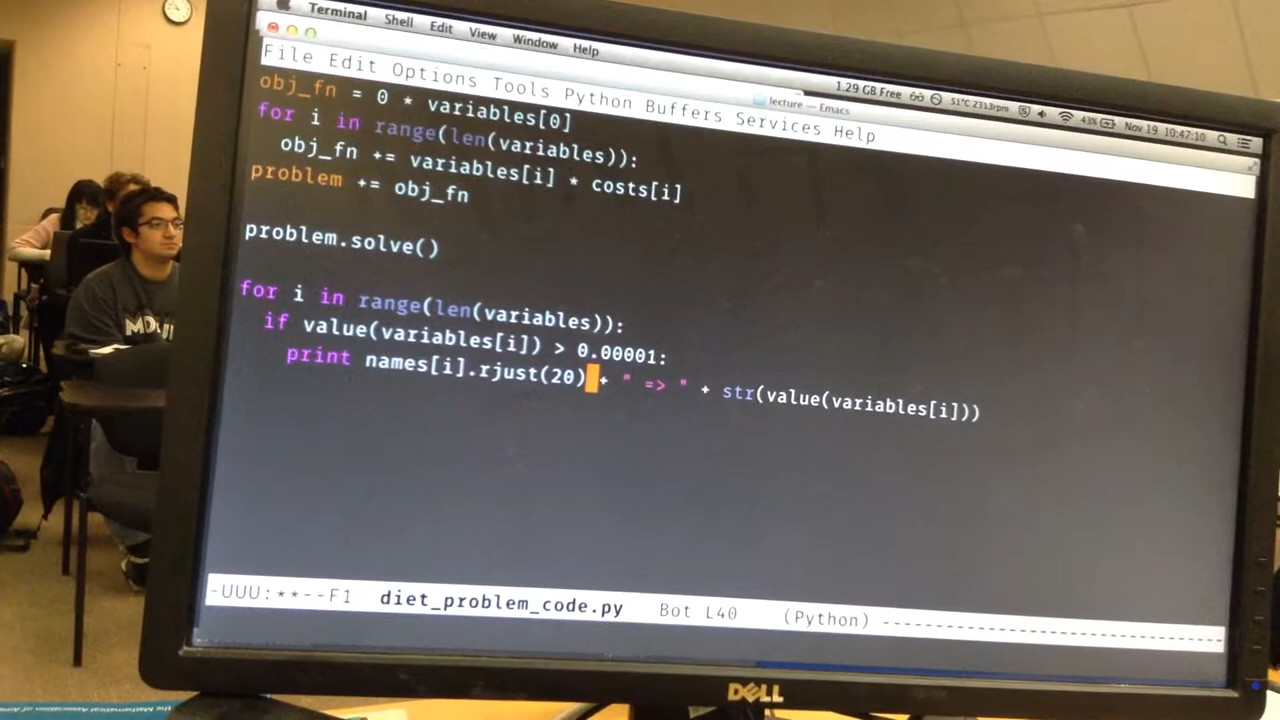 Terminal Shell Edit View Window Help
1.29 GB Free 51°C 2313rpm 43% Nov 19 10:47:10
lecture — Emacs
File Edit Options Tools Python Buffers Services Help
obj_fn = 0 * variables[0]
for i in range(len(variables)):
obj_fn += variables[i] * costs[i]
problem += obj_fn
problem.solve()
for i in range(len(variables)):
if value(variables[i]) > 0.00001:
print names[i].rjust(20) + " => " + str(value(variables[i]))
-UUU:**--F1 diet_problem_code.py Bot L40 (Python) --------------------------------------
DELL